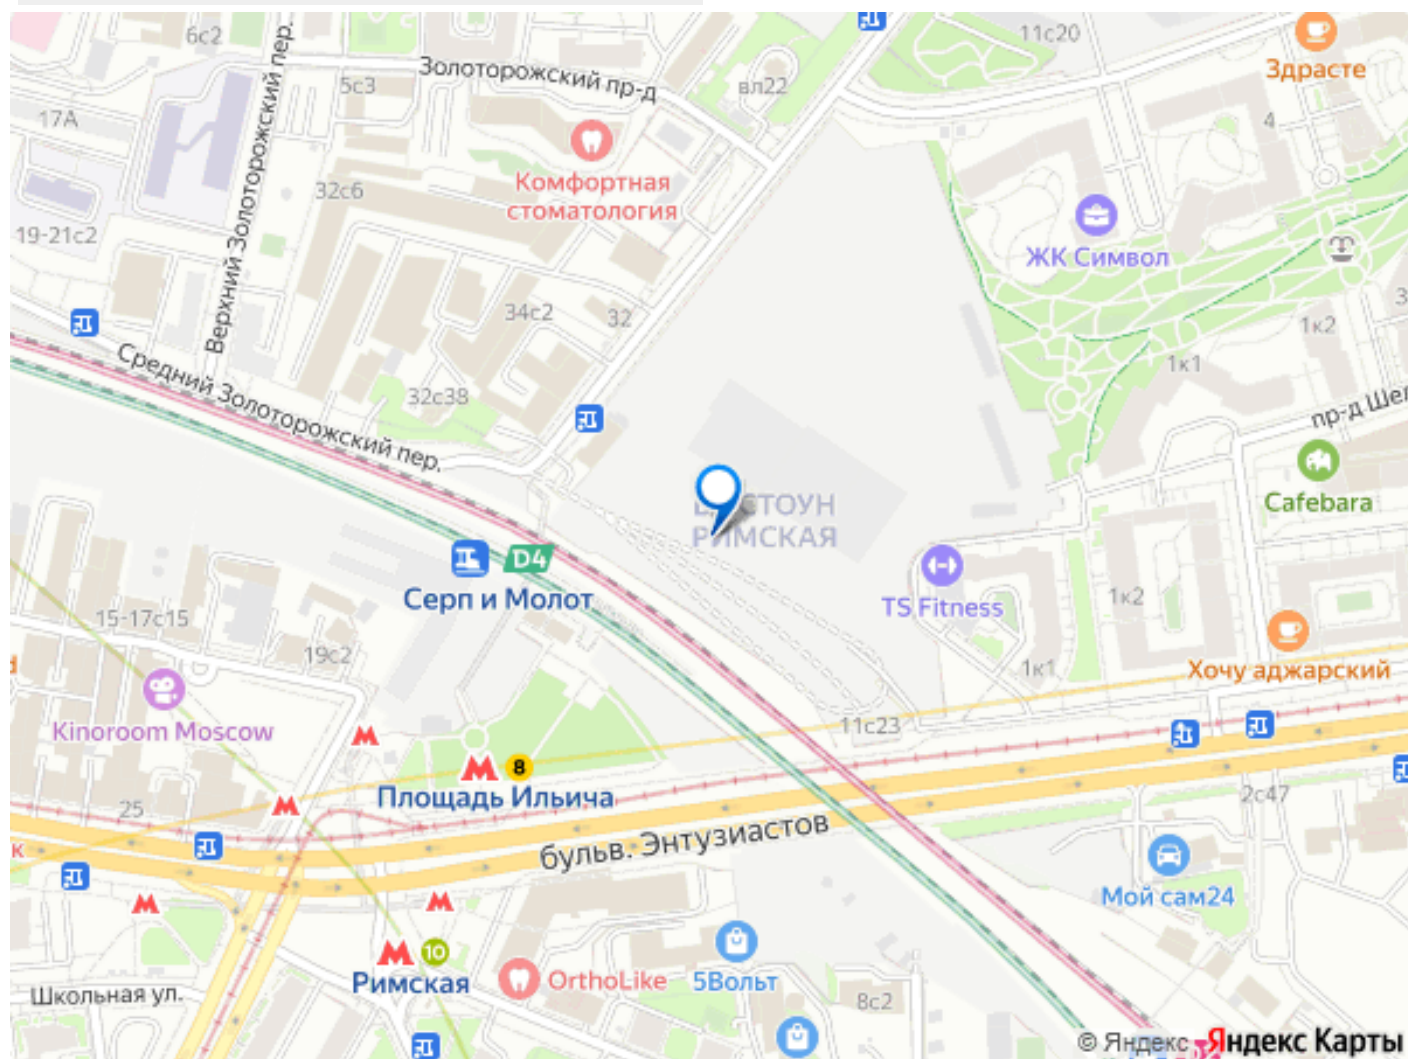 6с2
11с20
Здрасте
Золоторожский пр-д
5с3
вл22
17А
4
Верхний Золоторожский пер.
Комфортная
стоматология
32с6
19-21с2
ЖК Символ
34с2
32
1к2
3
Средний Золоторожский пер.
1к1
32с38
пр-д Шел
Cafebara
СТОУН
РИМСКАЯ
D4
Серп и Молот
TS Fitness
1к2
15-17с15
19с2
1к1
Хочу аджарский
Kinoroom Moscow
11с23
8
Площадь Ильича
25
2с47
бульв. Энтузиастов
к
Мой сам24
10
Римская
OrthoLike
5Вольт
Школьная ул.
8с2
© Яндекс
Яндекс Карты